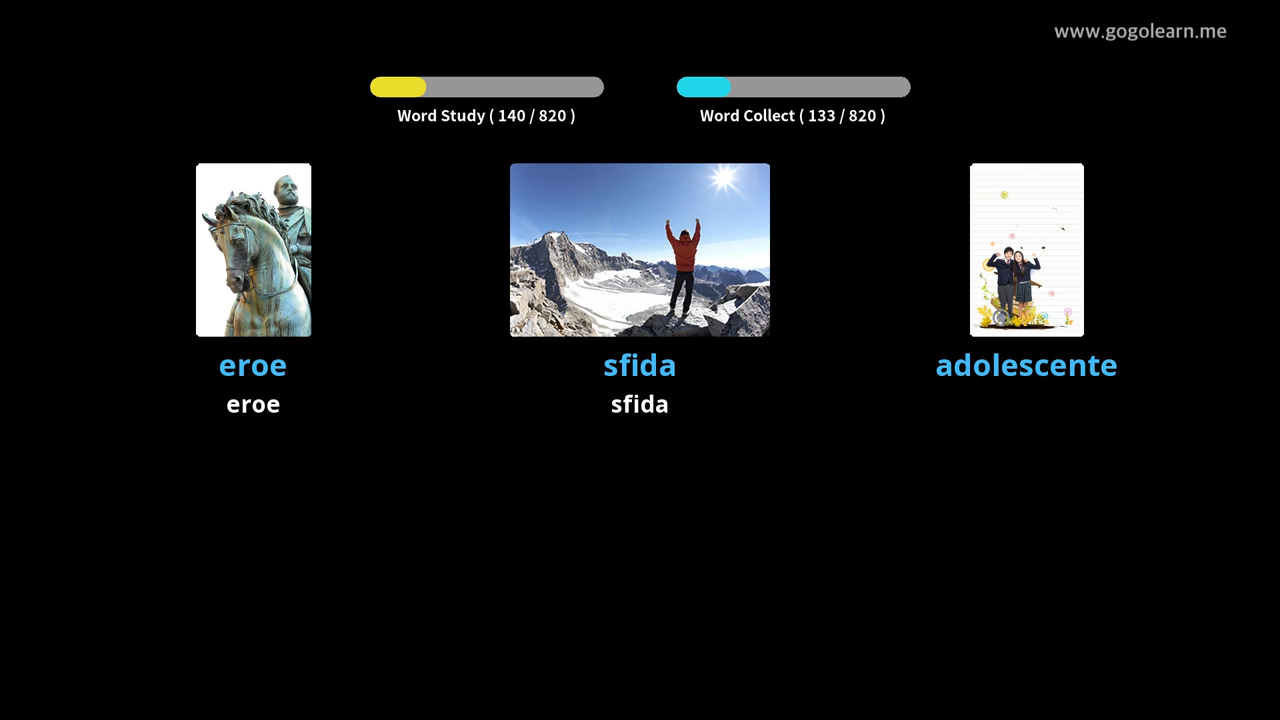 www.gogolearn.me
Word Study ( 140 / 820 )
Word Collect ( 133 / 820 )
eroe
sfida
adolescente
eroe
sfida